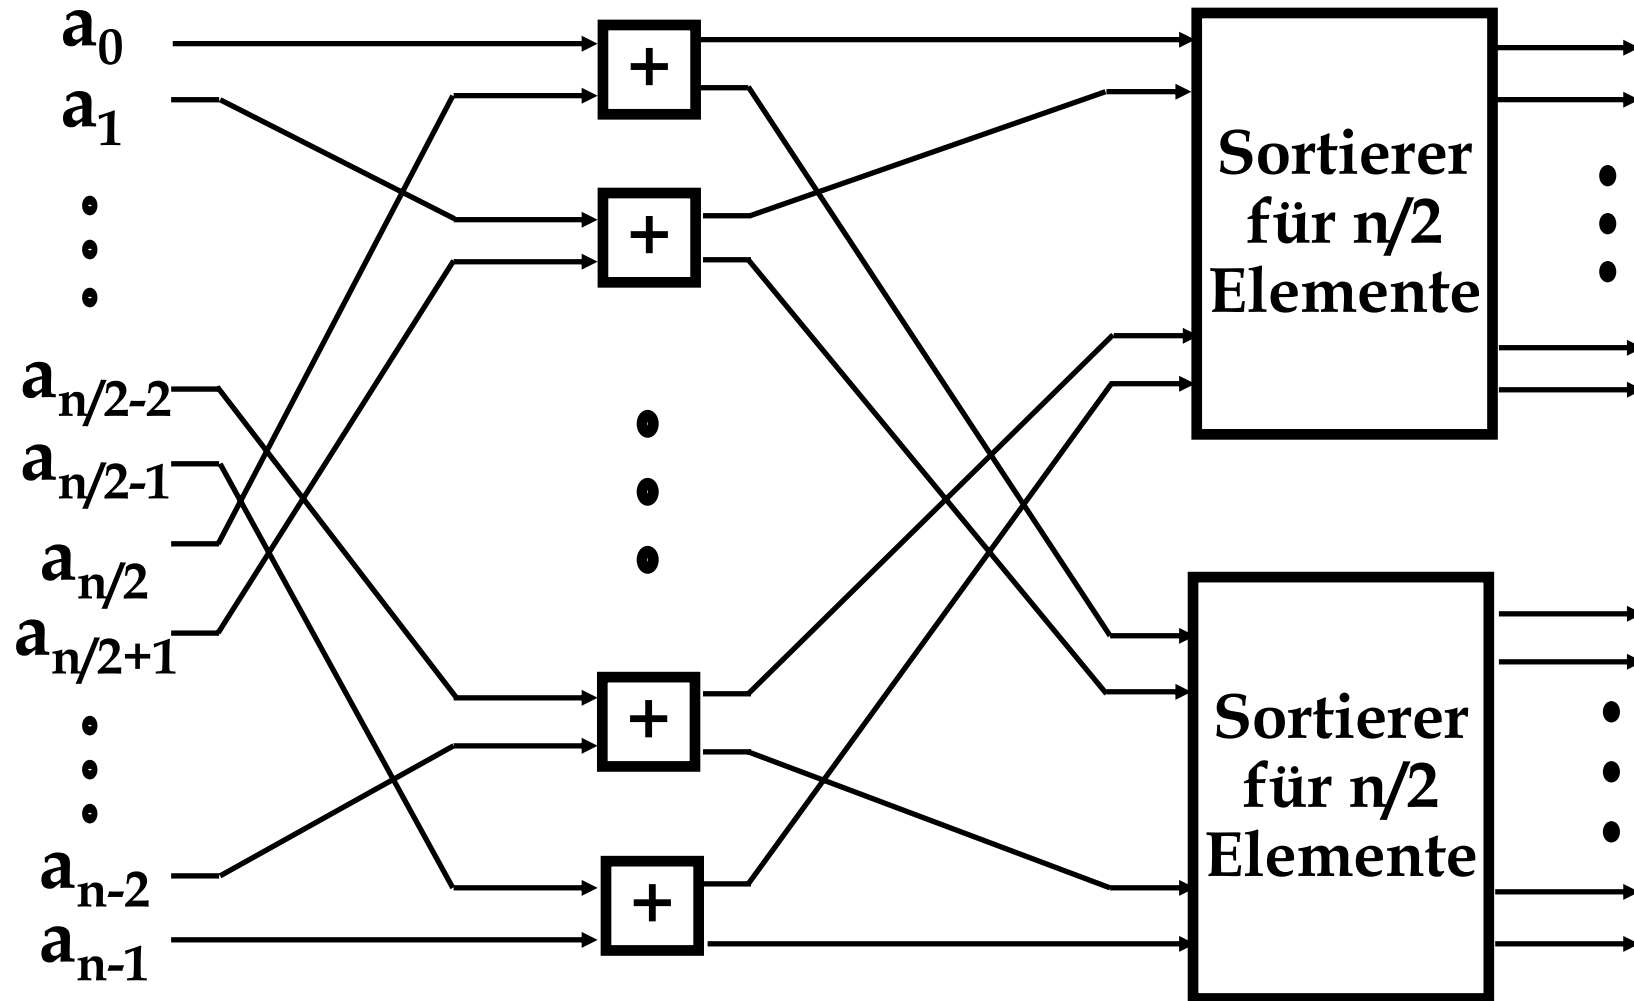 a0
a1
an/2-2
an/2-1
an/2
an/2+1
an-2
an-1
+
+
+
+
Sortierer
für n/2
Elemente
Sortierer
für n/2
Elemente